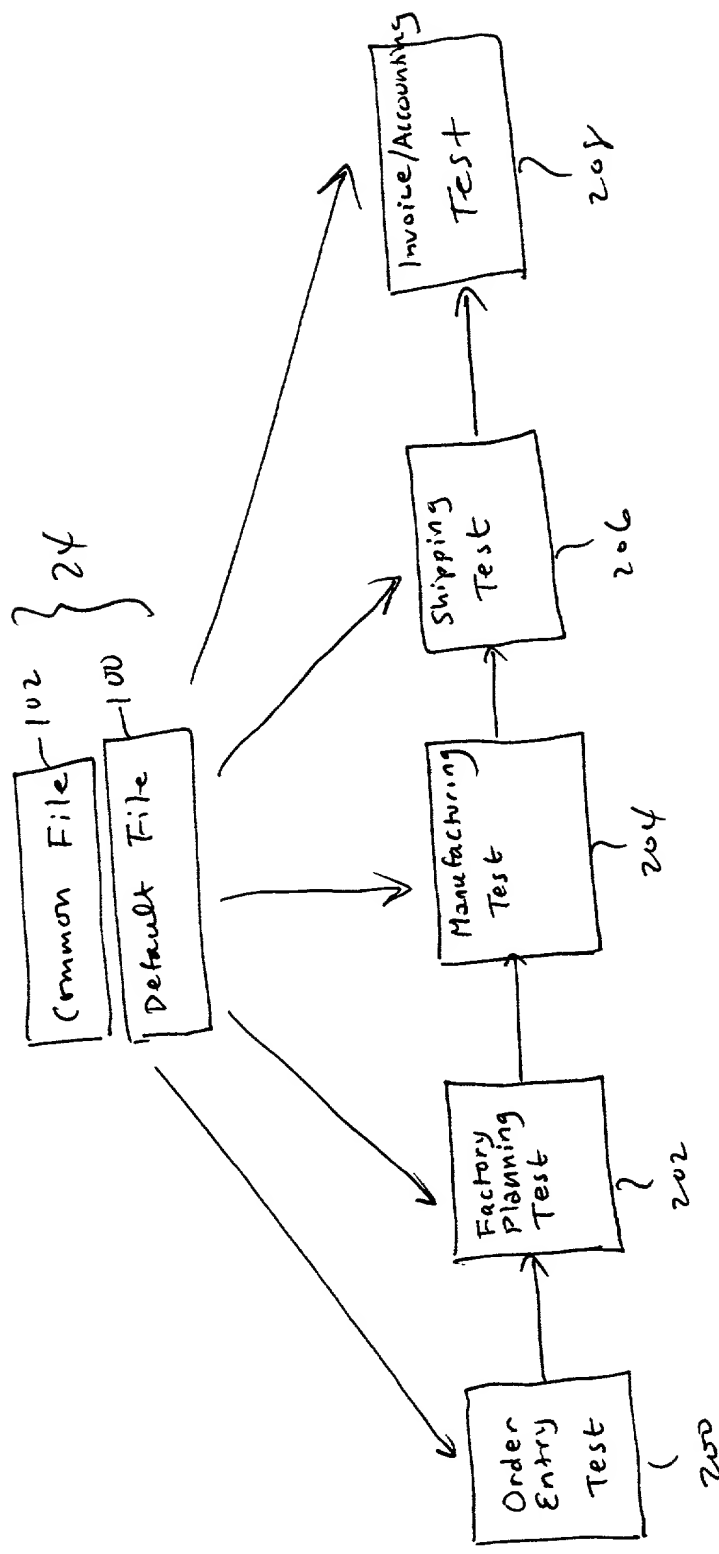 Common File
102
Default File
100
24
Order
Entry
Test
200
Factory
Planning
Test
202
Manufacturing
Test
204
Shipping
Test
206
Invoice/Accounting
Test
208